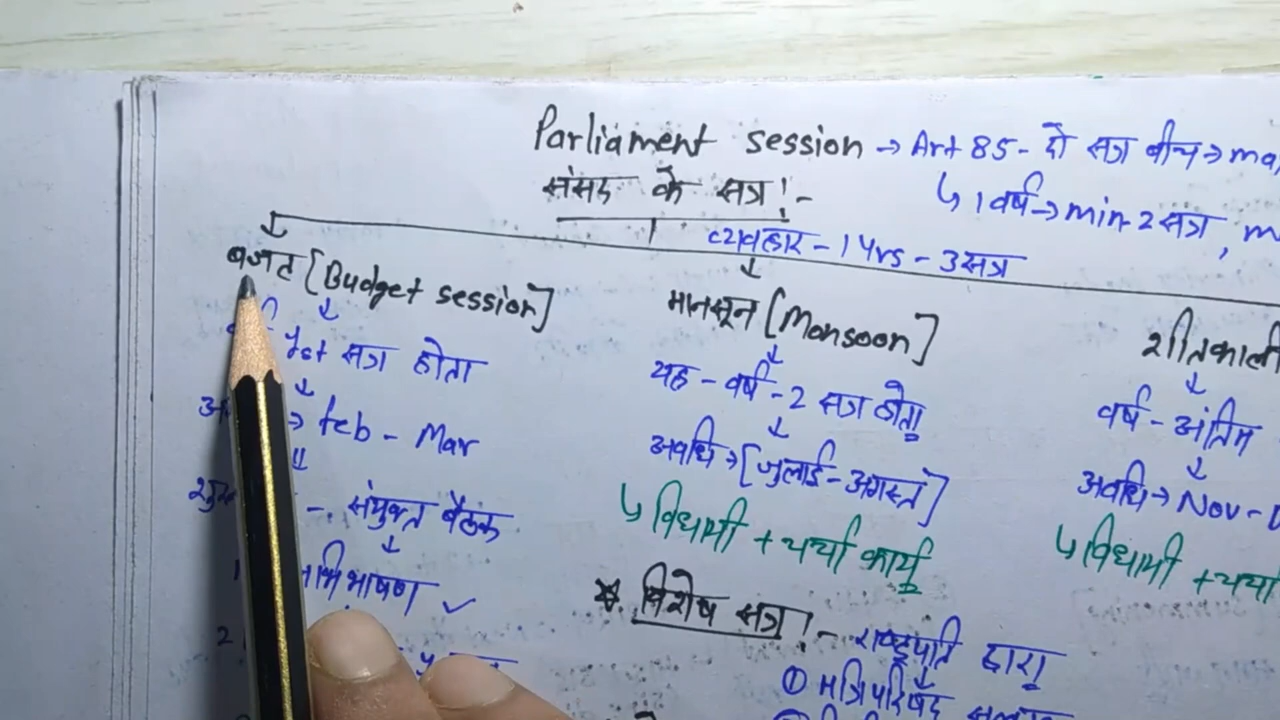 Parliament session → Art 85 - दो सत्र बीच →
संसद के सत्र :-
↳ 1 वर्ष → min 2 सत्र,
व्यवहार - 1 Yrs - 3 सत्र
बजट [Budget session]
1st सत्र होता
→ feb - Mar
संयुक्त बैठक
अभिभाषण ✓
मानसून [Monsoon]
यह - वर्ष - 2 सत्र होता
अवधि → [जुलाई - अगस्त]
↳ विधायी + चर्चा कार्य
शीतकाली
वर्ष - अंतिम
अवधि → Nov -
↳ विधायी + चर्चा
* विशेष सत्र :- राष्ट्रपति द्वारा
① मंत्रिपरिषद